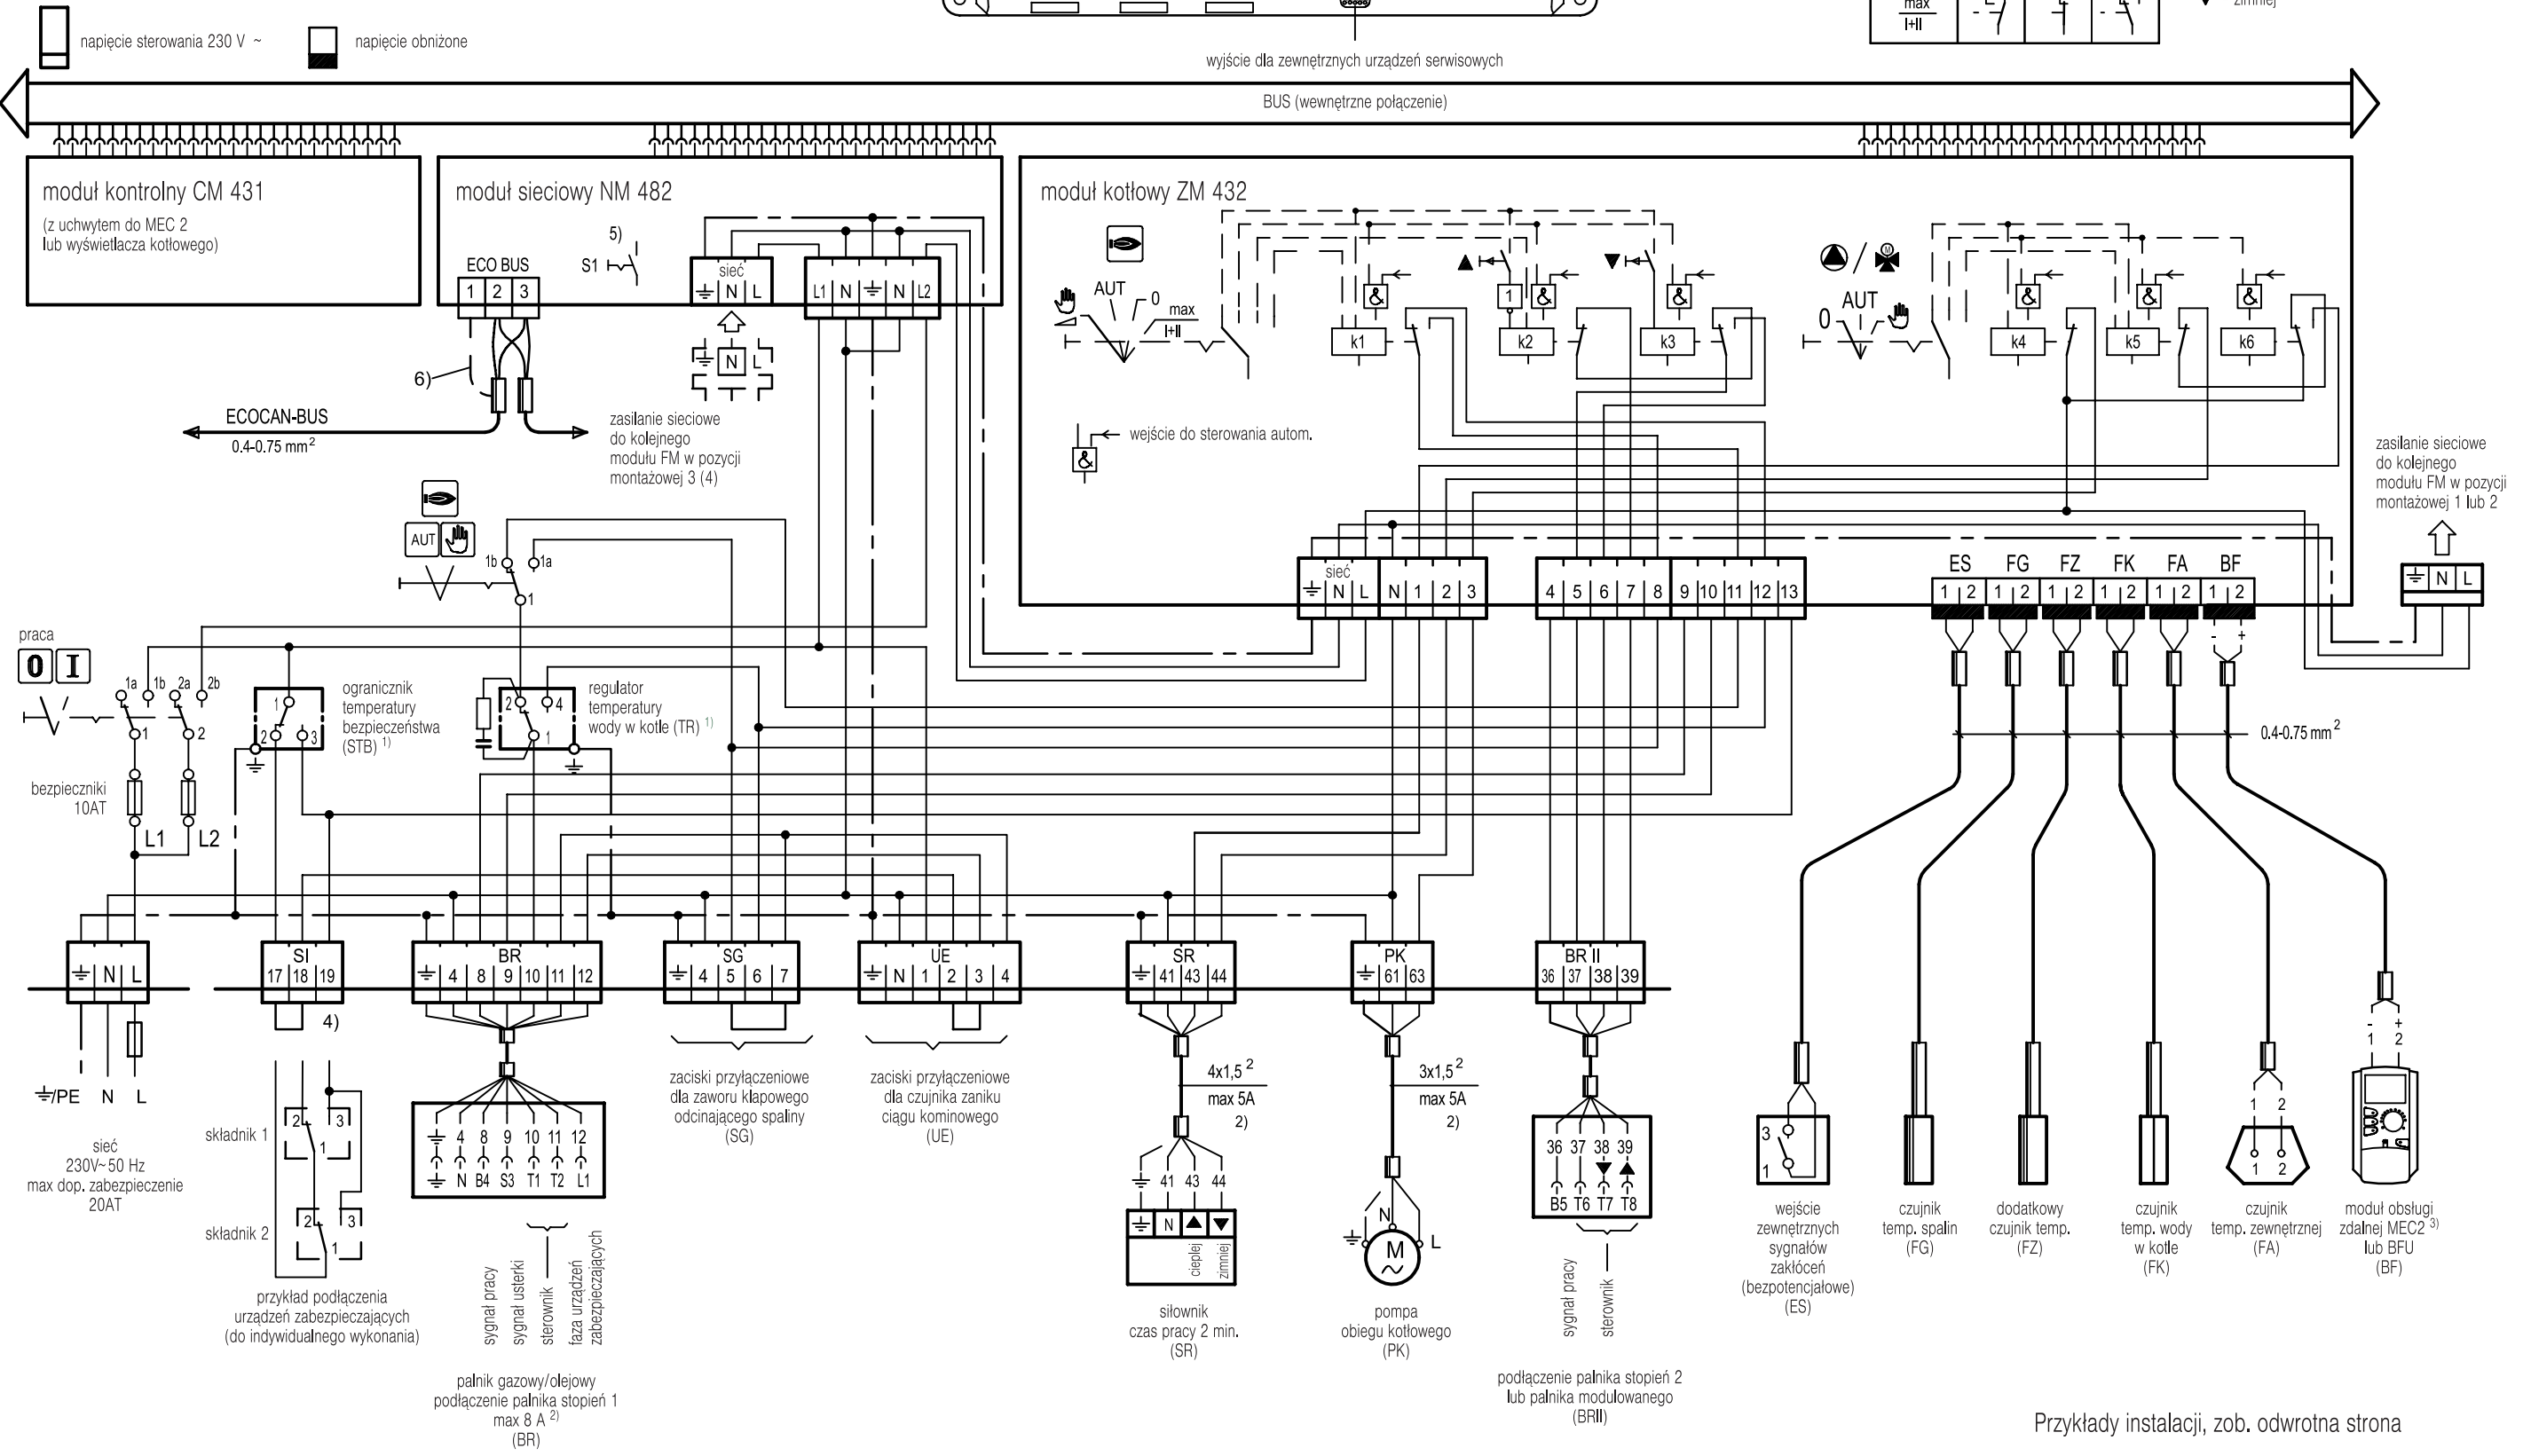 max
I+II
zimniej
napięcie sterowania 230 V ~
napięcie obniżone
wyjście dla zewnętrznych urządzeń serwisowych
BUS (wewnętrzne połączenie)
moduł kontrolny CM 431
(z uchwytem do MEC 2
lub wyświetlacza kotłowego)
moduł sieciowy NM 482
5)
S1
ECO BUS
1 2 3
sieć
N L
L1 N N L2
N L
6)
ECOCAN-BUS
0.4-0.75 mm²
zasilanie sieciowe
do kolejnego
modułu FM w pozycji
montażowej 3 (4)
moduł kotłowy ZM 432
AUT
0
max
I+II
& & & & & &
1
k1 k2 k3 k4 k5 k6
M
0 AUT
& wejście do sterowania autom.
zasilanie sieciowe
do kolejnego
modułu FM w pozycji
montażowej 1 lub 2
N L
sieć
N L N 1 2 3
4 5 6 7 8 9 10 11 12 13
ES FG FZ FK FA BF
1 2 1 2 1 2 1 2 1 2 1 2
- +
0.4-0.75 mm²
AUT
1b 1a
1
praca
0 I
1a 1b 2a 2b
1 2
bezpieczniki
10AT
L1 L2
1
2 3
ogranicznik
temperatury
bezpieczeństwa
(STB) 1)
2 4
1
regulator
temperatury
wody w kotle (TR) 1)
N L
SI
17 18 19
BR
4 8 9 10 11 12
SG
4 5 6 7
UE
N 1 2 3 4
SR
41 43 44
PK
61 63
BR II
36 37 38 39
4)
/PE N L
sieć
230V~50 Hz
max dop. zabezpieczenie
20AT
składnik 1
2 3
1
składnik 2
2 3
1
przykład podłączenia
urządzeń zabezpieczających
(do indywidualnego wykonania)
4 8 9 10 11 12
N B4 S3 T1 T2 L1
sygnał pracy
sygnał usterki
sterownik
faza urządzeń
zabezpieczających
palnik gazowy/olejowy
podłączenie palnika stopień 1
max 8 A 2)
(BR)
zaciski przyłączeniowe
dla zaworu klapowego
odcinającego spaliny
(SG)
zaciski przyłączeniowe
dla czujnika zaniku
ciągu kominowego
(UE)
4x1,5 ²
max 5A
2)
41 43 44
N
cieplej
zimniej
siłownik
czas pracy 2 min.
(SR)
3x1,5 ²
max 5A
2)
N
L
M
~
pompa
obiegu kotłowego
(PK)
36 37 38 39
B5 T6 T7 T8
sygnał pracy
sterownik
podłączenie palnika stopień 2
lub palnika modulowanego
(BRII)
3
1
wejście
zewnętrznych
sygnałów
zakłóceń
(bezpotencjałowe)
(ES)
czujnik
temp. spalin
(FG)
dodatkowy
czujnik temp.
(FZ)
czujnik
temp. wody
w kotle
(FK)
1 2
1 2
czujnik
temp. zewnętrznej
(FA)
- +
1 2
moduł obsługi
zdalnej MEC2 3)
lub BFU
(BF)
Przykłady instalacji, zob. odwrotna strona